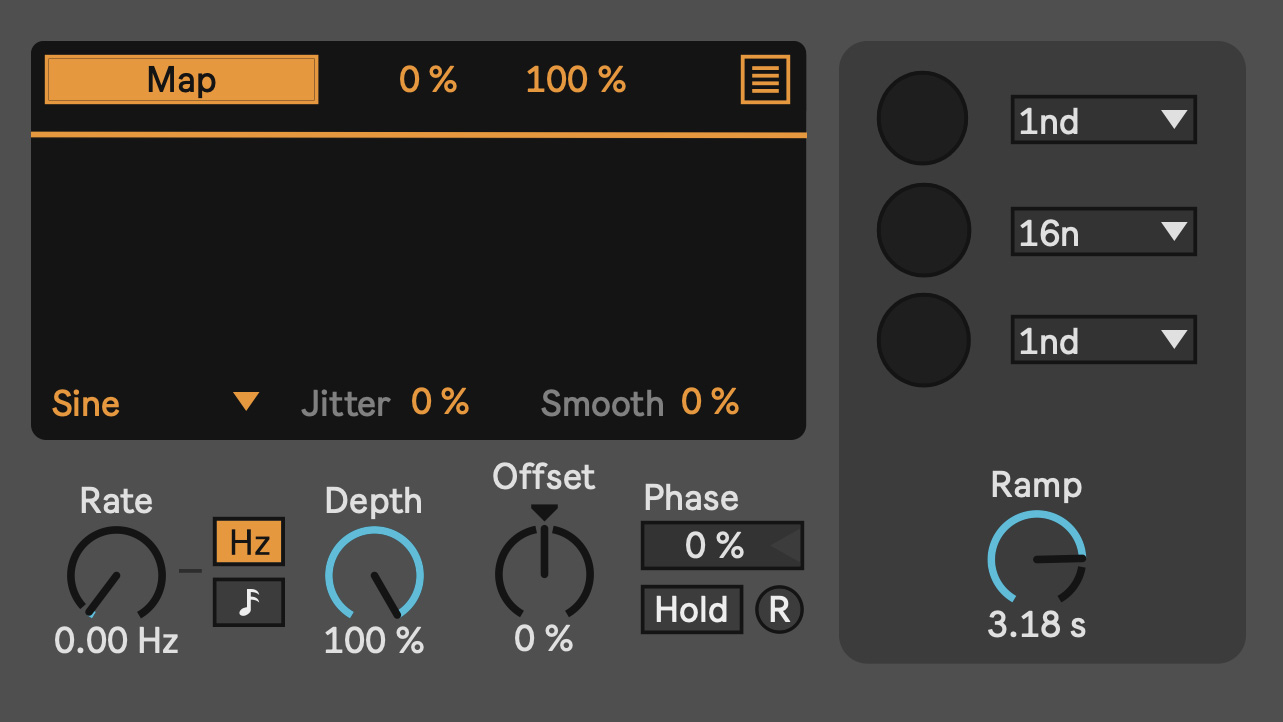 Map 0 % 100 %
Sine Jitter 0 % Smooth 0 %
Rate Depth Offset Phase
Hz 0 %
Hold R
0.00 Hz 100 % 0 %
1nd
16n
1nd
Ramp
3.18 s